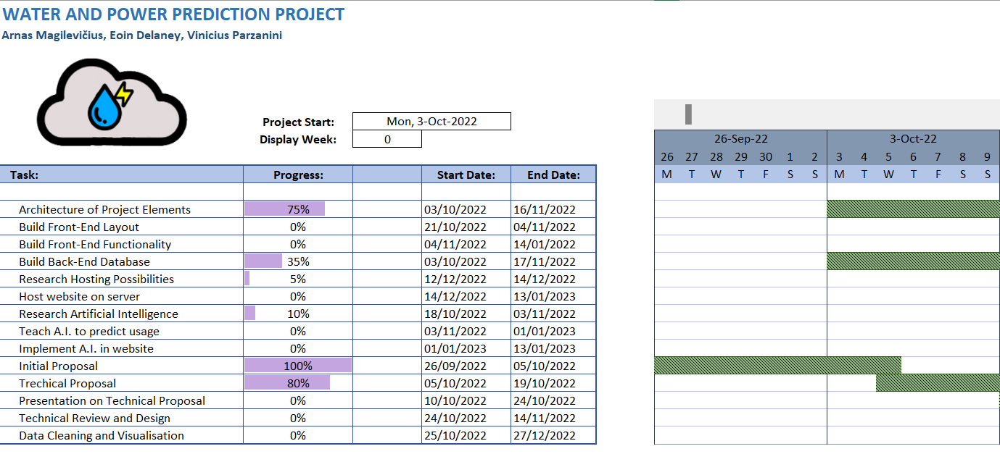 WATER AND POWER PREDICTION PROJECT
Arnas Magilevičius, Eoin Delaney, Vinicius Parzanini
Project Start: Mon, 3-Oct-2022
Display Week: 0
26-Sep-22 3-Oct-22
26 27 28 29 30 1 2 3 4 5 6 7 8 9
Task: Progress: Start Date: End Date: M T W T F S S M T W T F S S
Architecture of Project Elements 75% 03/10/2022 16/11/2022
Build Front-End Layout 0% 21/10/2022 04/11/2022
Build Front-End Functionality 0% 04/11/2022 14/01/2022
Build Back-End Database 35% 03/10/2022 17/11/2022
Research Hosting Possibilities 5% 12/12/2022 14/12/2022
Host website on server 0% 14/12/2022 13/01/2023
Research Artificial Intelligence 10% 18/10/2022 03/11/2022
Teach A.I. to predict usage 0% 03/11/2022 01/01/2023
Implement A.I. in website 0% 01/01/2023 13/01/2023
Initial Proposal 100% 26/09/2022 05/10/2022
Trechical Proposal 80% 05/10/2022 19/10/2022
Presentation on Technical Proposal 0% 10/10/2022 24/10/2022
Technical Review and Design 0% 24/10/2022 14/11/2022
Data Cleaning and Visualisation 0% 25/10/2022 27/12/2022